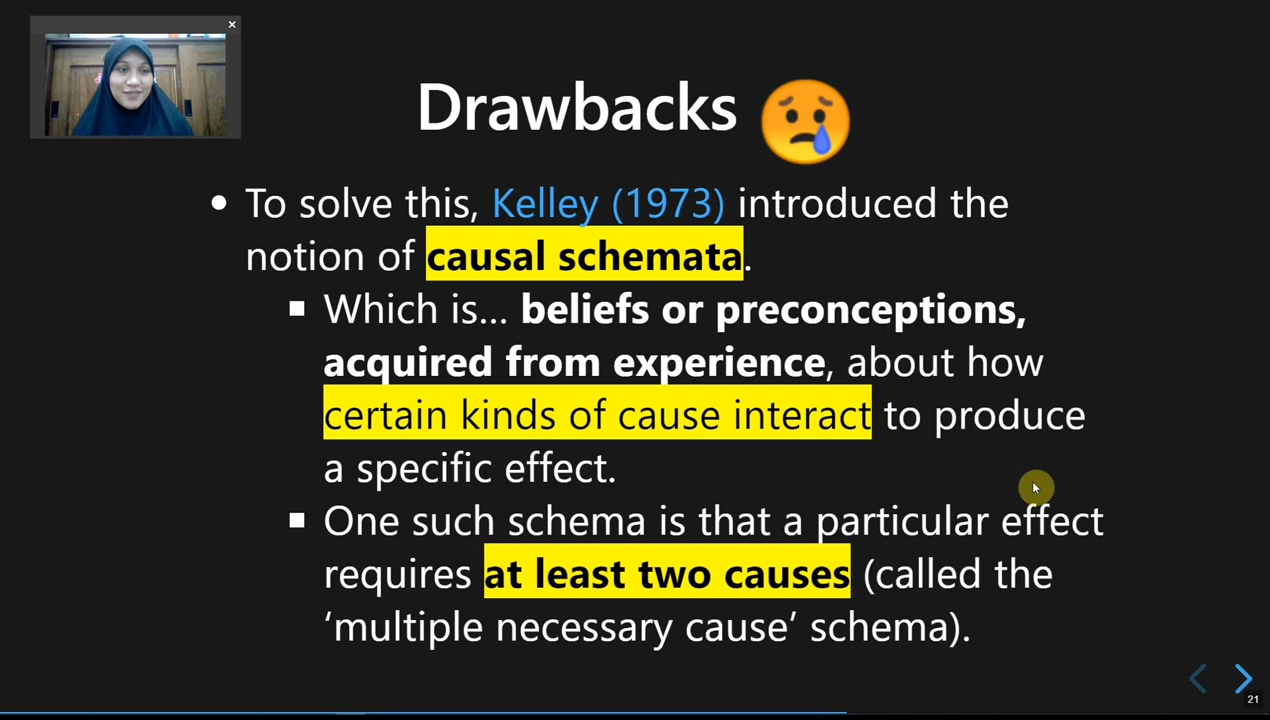 Drawbacks
To solve this, Kelley (1973) introduced the
notion of causal schemata.
Which is... beliefs or preconceptions,
acquired from experience, about how
certain kinds of cause interact to produce
a specific effect.
One such schema is that a particular effect
requires at least two causes (called the
‘multiple necessary cause’ schema).
21